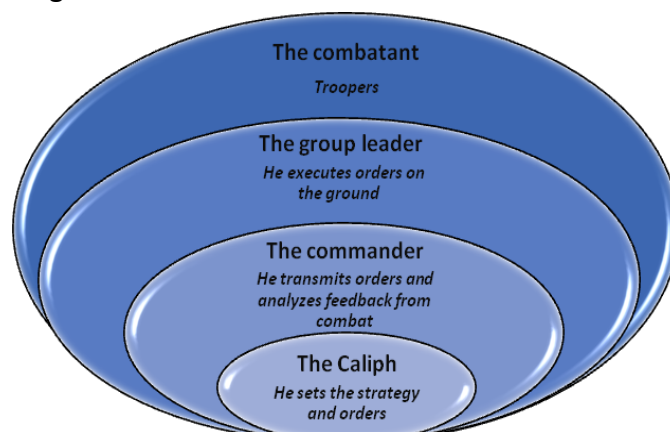 The combatant
Troopers
The group leader
He executes orders on
the ground
The commander
He transmits orders and
analyzes feedback from
combat
The Caliph
He sets the strategy
and orders